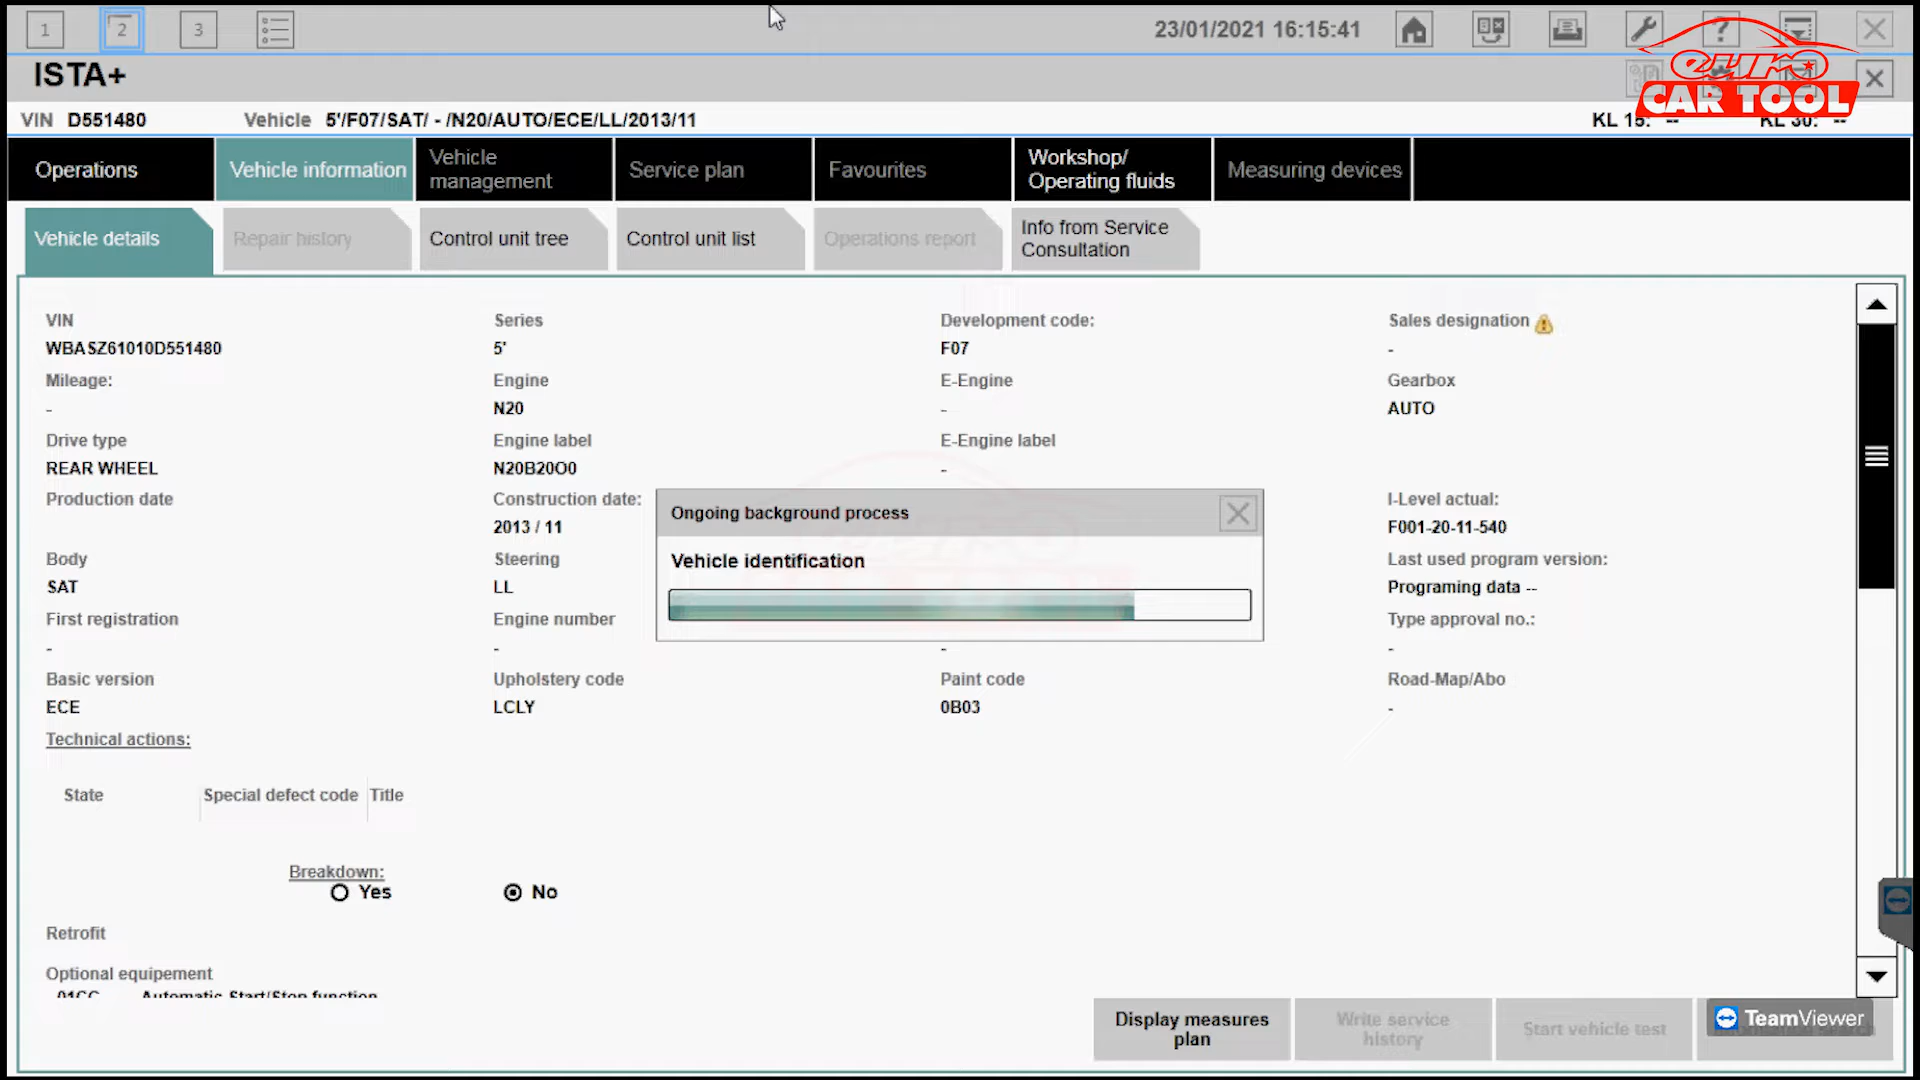 1
2
3
23/01/2021 16:15:41
?
ISTA+
euro
CAR TOOL
VIN D551480 Vehicle 5'/F07/SAT/ - /N20/AUTO/ECE/LL/2013/11 KL 15: -- KL 30: --
Operations
Vehicle information
Vehicle
management
Service plan
Favourites
Workshop/
Operating fluids
Measuring devices
Vehicle details
Repair history
Control unit tree
Control unit list
Operations report
Info from Service
Consultation
VIN Series Development code: Sales designation
WBASZ61010D551480 5' F07 -
Mileage: Engine E-Engine Gearbox
- N20 - AUTO
Drive type Engine label E-Engine label
REAR WHEEL N20B20O0 -
Production date Construction date: I-Level actual:
2013 / 11 F001-20-11-540
Ongoing background process
Vehicle identification
Body Steering Last used program version:
SAT LL Programing data --
First registration Engine number Type approval no.:
- - - -
Basic version Upholstery code Paint code Road-Map/Abo
ECE LCLY 0B03 -
Technical actions:
State Special defect code Title
Breakdown:
Yes No
Retrofit
Optional equipement
01CC Automatic Start/Stop function
Display measures
plan
Write service
history
Start vehicle test
TeamViewer